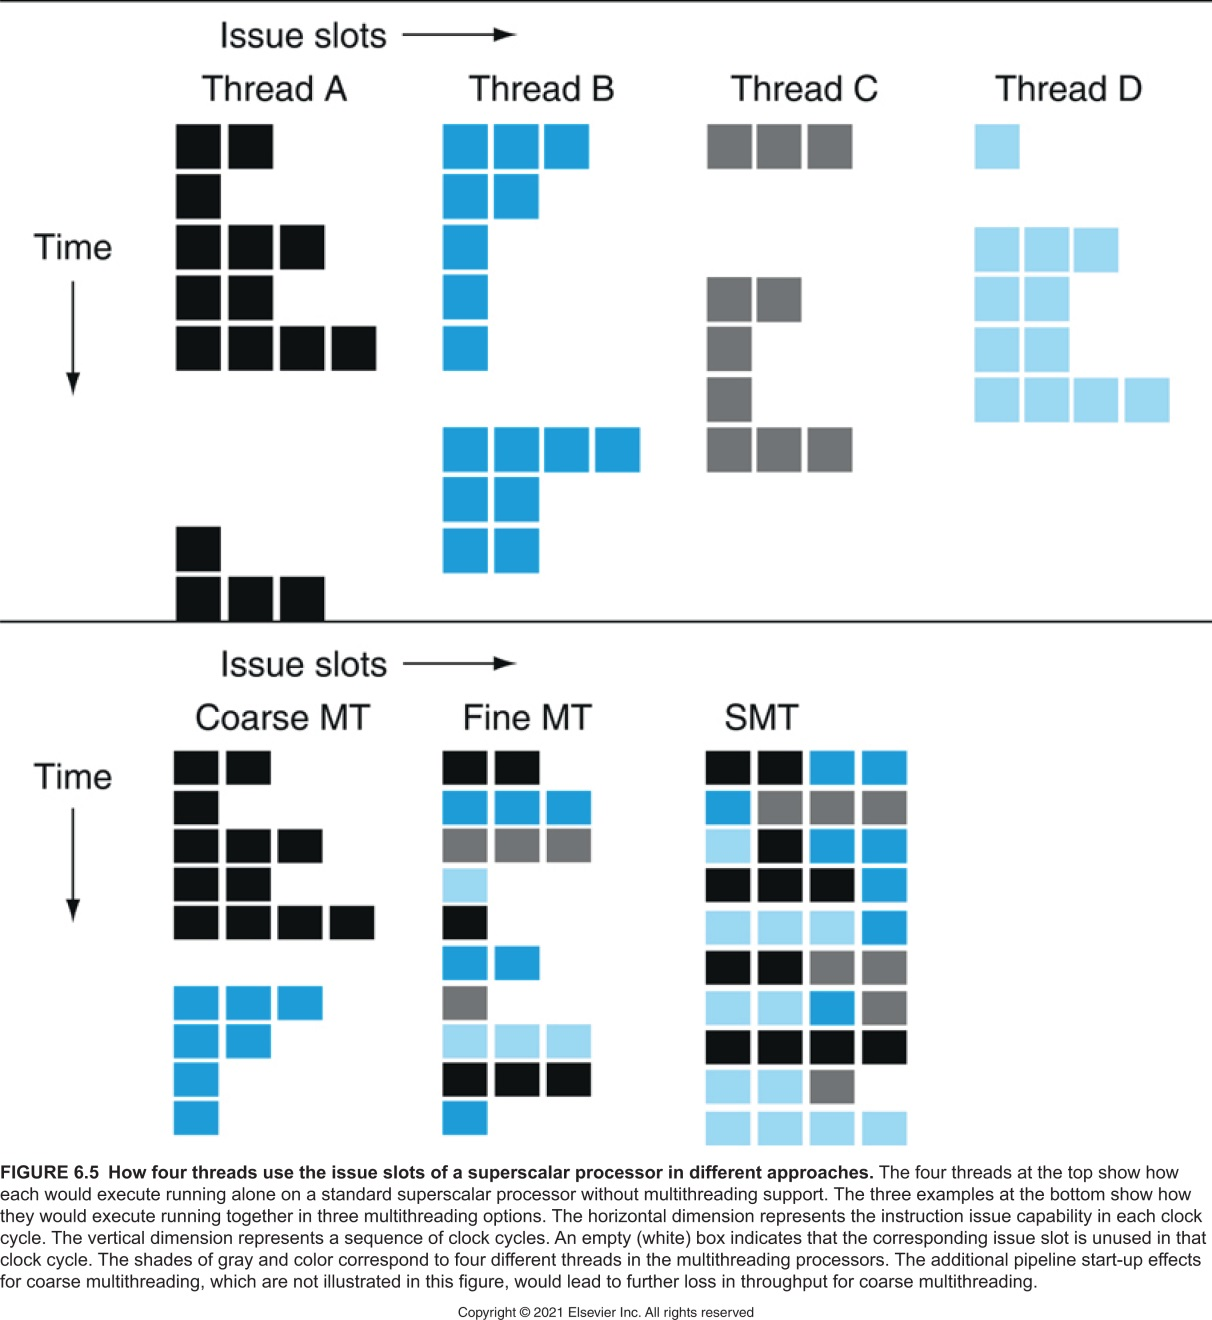 Issue slots
Thread A Thread B Thread C Thread D
Time
Issue slots
Coarse MT Fine MT SMT
Time
FIGURE 6.5 How four threads use the issue slots of a superscalar processor in different approaches. The four threads at the top show how
each would execute running alone on a standard superscalar processor without multithreading support. The three examples at the bottom show how
they would execute running together in three multithreading options. The horizontal dimension represents the instruction issue capability in each clock
cycle. The vertical dimension represents a sequence of clock cycles. An empty (white) box indicates that the corresponding issue slot is unused in that
clock cycle. The shades of gray and color correspond to four different threads in the multithreading processors. The additional pipeline start-up effects
for coarse multithreading, which are not illustrated in this figure, would lead to further loss in throughput for coarse multithreading.
Copyright © 2021 Elsevier Inc. All rights reserved